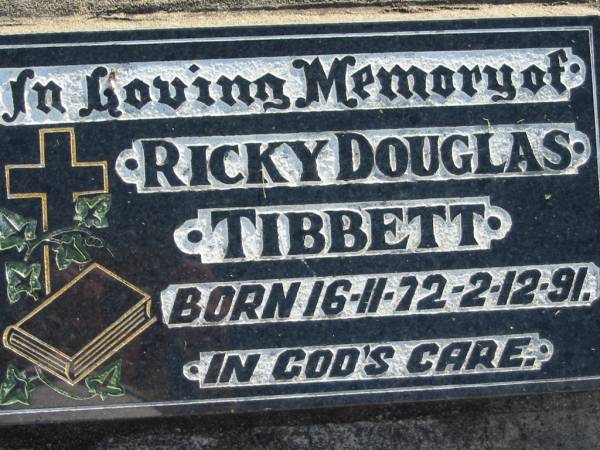 In Loving Memory of
RICKY DOUGLAS
TIBBETT
BORN 16-11-72-2-12-91.
IN GOD'S CARE.